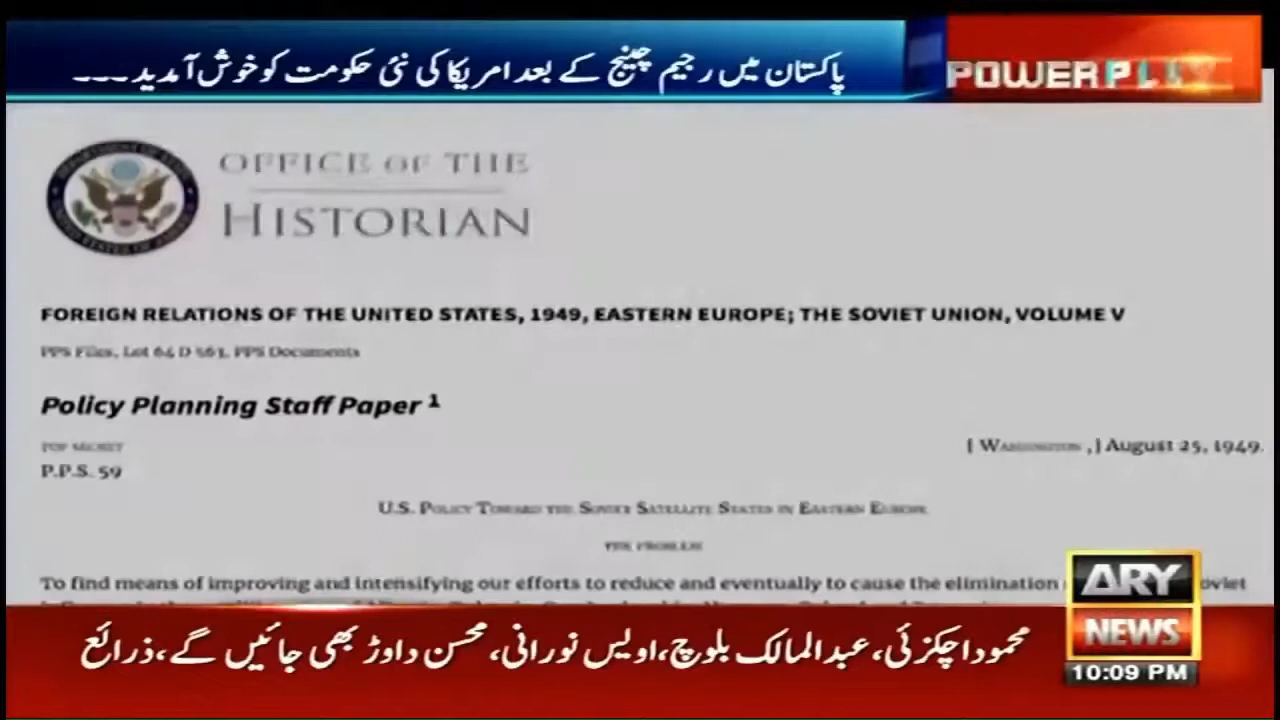 پاکستان میں رجیم چینج کے بعد امریکا کی نئی حکومت کو خوش آمدید ۔۔۔
POWERPLAY
OFFICE OF THE
HISTORIAN
FOREIGN RELATIONS OF THE UNITED STATES, 1949, EASTERN EUROPE; THE SOVIET UNION, VOLUME V
PPS Files, Lot 64 D 563, PPS Documents
Policy Planning Staff Paper 1
TOP SECRET
[ WASHINGTON ,] August 25, 1949.
P.P.S. 59
U.S. POLICY TOWARD THE SOVIET SATELLITE STATES IN EASTERN EUROPE
THE PROBLEM
To find means of improving and intensifying our efforts to reduce and eventually to cause the elimination oviet
ARY
NEWS
10:09 PM
محمود اچکزئی، عبدالمالک بلوچ،اویس نورانی، محسن داوڑ بھی جائیں گے،ذرائع